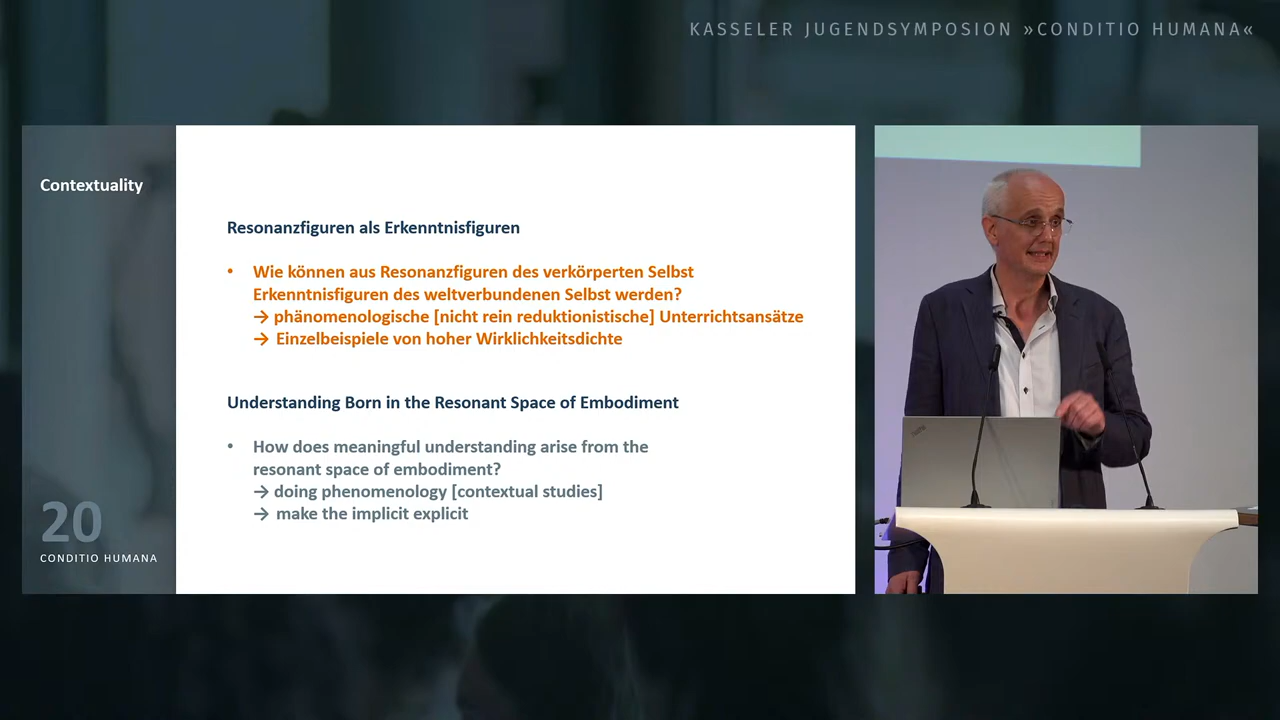 KASSELER JUGENDSYMPOSION »CONDITIO HUMANA«
Contextuality
Resonanzfiguren als Erkenntnisfiguren
• Wie können aus Resonanzfiguren des verkörperten Selbst
Erkenntnisfiguren des weltverbundenen Selbst werden?
→ phänomenologische [nicht rein reduktionistische] Unterrichtsansätze
→ Einzelbeispiele von hoher Wirklichkeitsdichte
Understanding Born in the Resonant Space of Embodiment
• How does meaningful understanding arise from the
resonant space of embodiment?
→ doing phenomenology [contextual studies]
→ make the implicit explicit
20
CONDITIO HUMANA